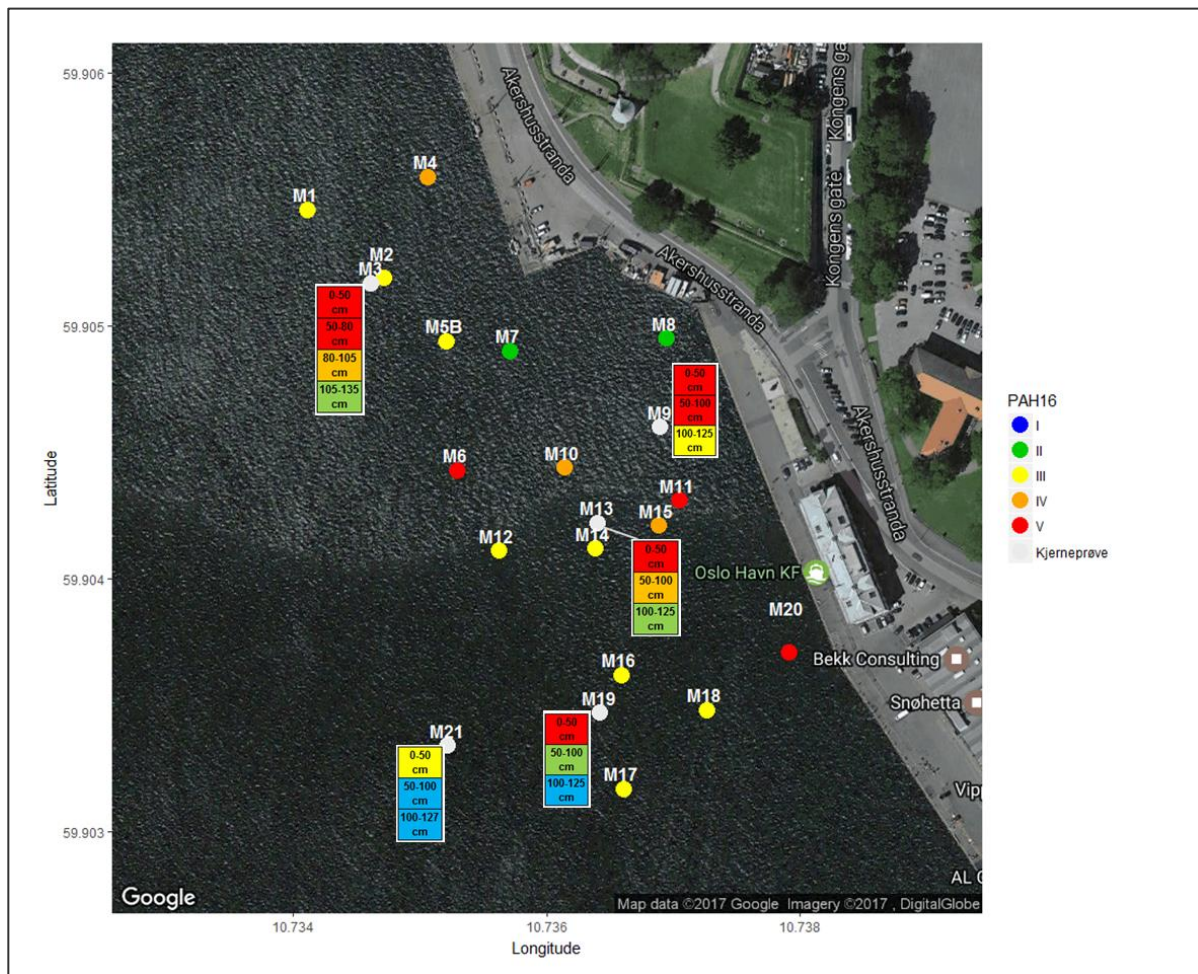 59.906
59.905
59.904
59.903
Latitude
10.734
10.736
10.738
Longitude
Akershusstranda
Kongens gate
Kongens ga
Akershusstranda
Akershusstranda
M4
M1
M2
M3
0-50
cm
50-80
cm
80-105
cm
105-135
cm
M5B
M7
M8
0-50
cm
50-100
cm
100-125
cm
M9
M6
M10
M11
M13
M15
M12
M14
0-50
cm
50-100
cm
100-125
cm
Oslo Havn KF
M20
Bekk Consulting
M16
M18
Snøhetta
M19
0-50
cm
50-100
cm
100-125
cm
M21
0-50
cm
50-100
cm
100-127
cm
M17
Vipp
AL
Google
Map data ©2017 Google Imagery ©2017 , DigitalGlobe
PAH16
I
II
III
IV
V
Kjerneprøve